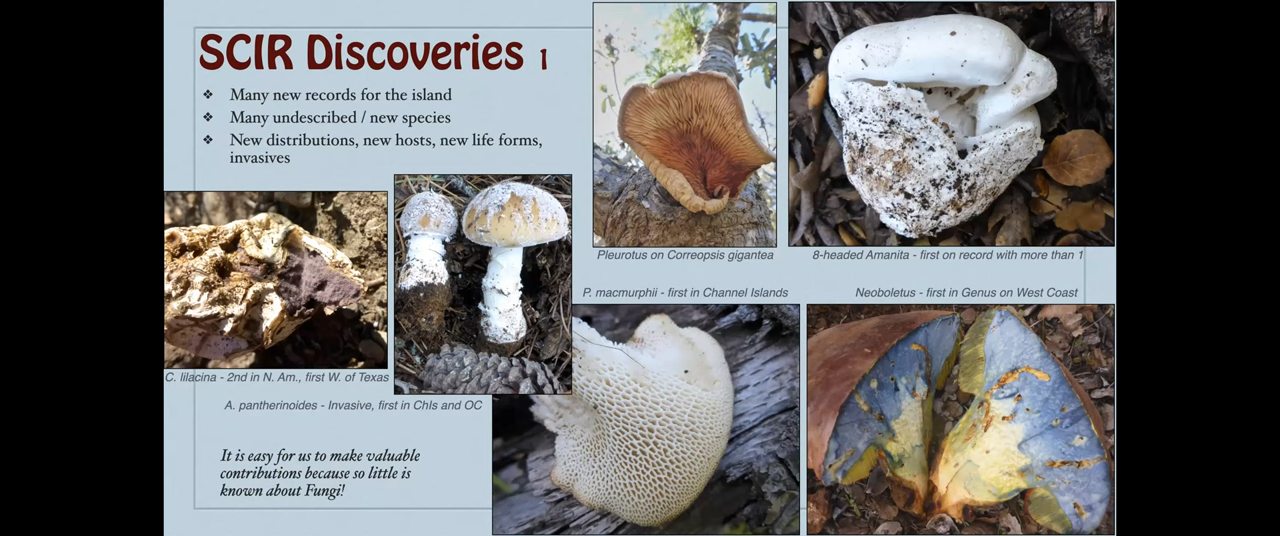 SCIR Discoveries 1
❖ Many new records for the island
❖ Many undescribed / new species
❖ New distributions, new hosts, new life forms,
invasives
Pleurotus on Correopsis gigantea
8-headed Amanita - first on record with more than 1
P. macmurphii - first in Channel Islands
Neoboletus - first in Genus on West Coast
C. lilacina - 2nd in N. Am., first W. of Texas
A. pantherinoides - Invasive, first in ChIs and OC
It is easy for us to make valuable
contributions because so little is
known about Fungi!